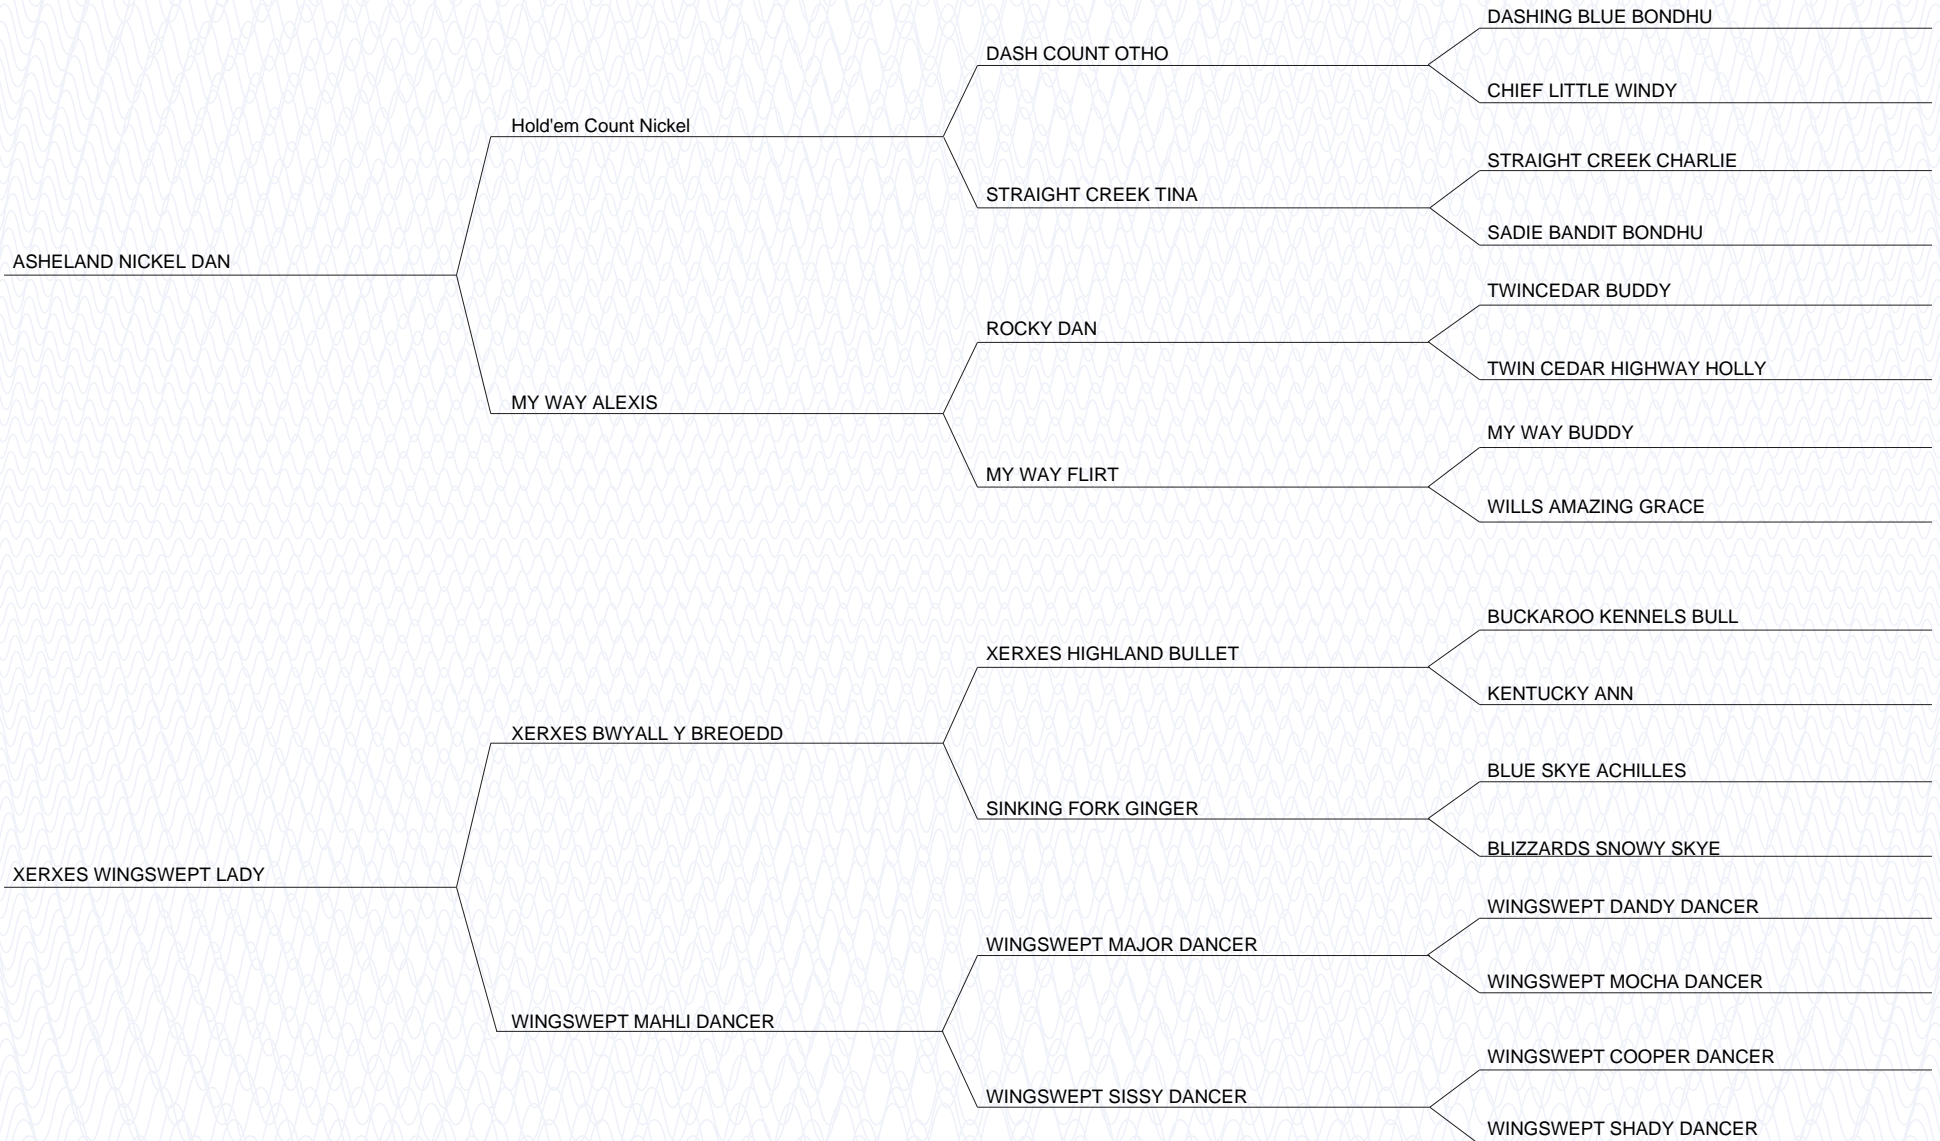 DASHING BLUE BONDHU
DASH COUNT OTHO
CHIEF LITTLE WINDY
Hold'em Count Nickel
STRAIGHT CREEK CHARLIE
STRAIGHT CREEK TINA
SADIE BANDIT BONDHU
ASHELAND NICKEL DAN
TWINCEDAR BUDDY
ROCKY DAN
TWIN CEDAR HIGHWAY HOLLY
MY WAY ALEXIS
MY WAY BUDDY
MY WAY FLIRT
WILLS AMAZING GRACE
BUCKAROO KENNELS BULL
XERXES HIGHLAND BULLET
KENTUCKY ANN
XERXES BWYALL Y BREOEDD
BLUE SKYE ACHILLES
SINKING FORK GINGER
BLIZZARDS SNOWY SKYE
XERXES WINGSWEPT LADY
WINGSWEPT DANDY DANCER
WINGSWEPT MAJOR DANCER
WINGSWEPT MOCHA DANCER
WINGSWEPT MAHLI DANCER
WINGSWEPT COOPER DANCER
WINGSWEPT SISSY DANCER
WINGSWEPT SHADY DANCER